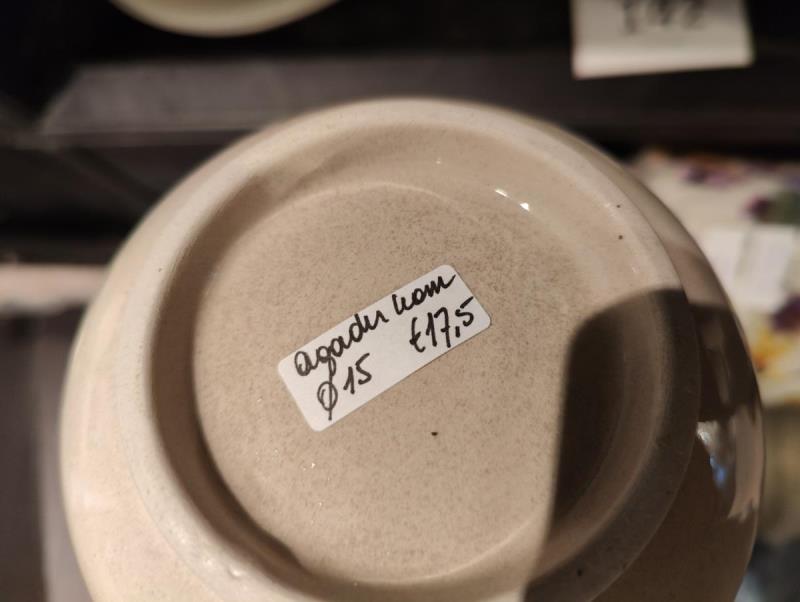 agadir kom
Ø 15 €17,5